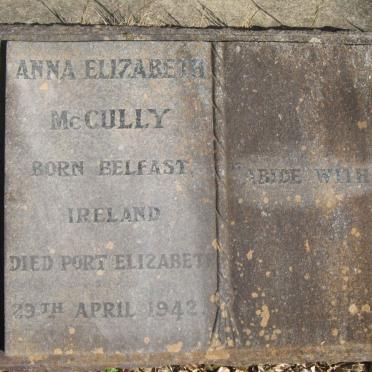 ANNA ELIZABETH
McCULLY
BORN BELFAST,
IRELAND
DIED PORT ELIZABETH
29TH APRIL 1942.
"ABIDE WITH